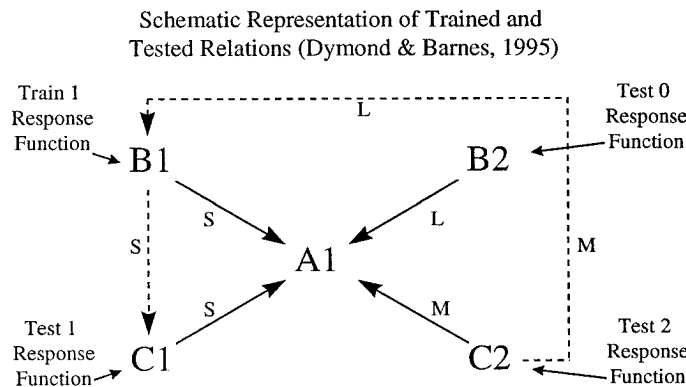 Schematic Representation of Trained and
Tested Relations (Dymond & Barnes, 1995)
Train 1
Response
Function
Test 0
Response
Function
L
B1
B2
S
L
S
A1
M
S
M
Test 1
Response
Function
C1
C2
Test 2
Response
Function